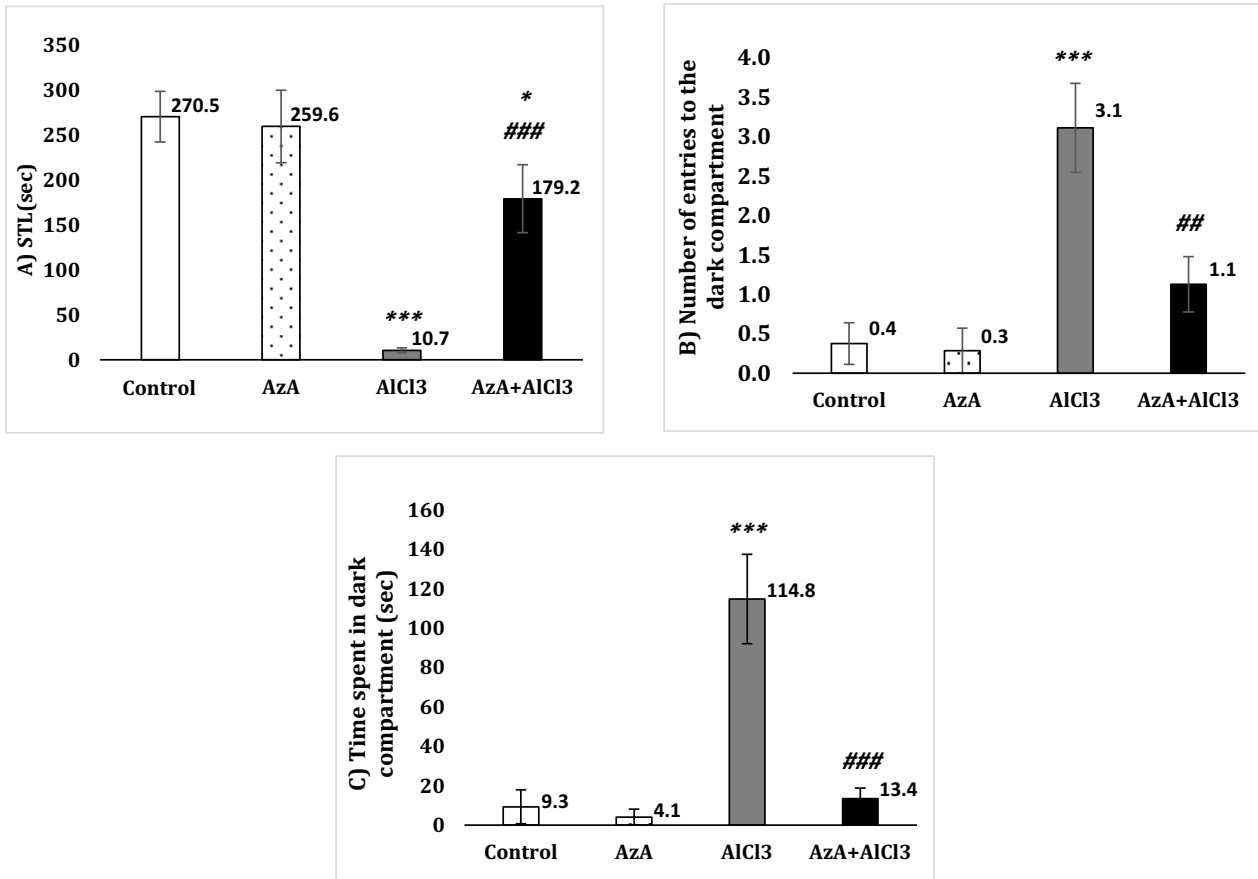 A) STL(sec)
350
300
250
200
150
100
50
0
270.5
259.6
***
10.7
*
###
179.2
Control
AzA
AlCl3
AzA+AlCl3
B) Number of entries to the
dark compartment
4.0
3.5
3.0
2.5
2.0
1.5
1.0
0.5
0.0
0.4
0.3
***
3.1
##
1.1
Control
AzA
AlCl3
AzA+AlCl3
C) Time spent in dark
compartment (sec)
160
140
120
100
80
60
40
20
0
9.3
4.1
***
114.8
###
13.4
Control
AzA
AlCl3
AzA+AlCl3